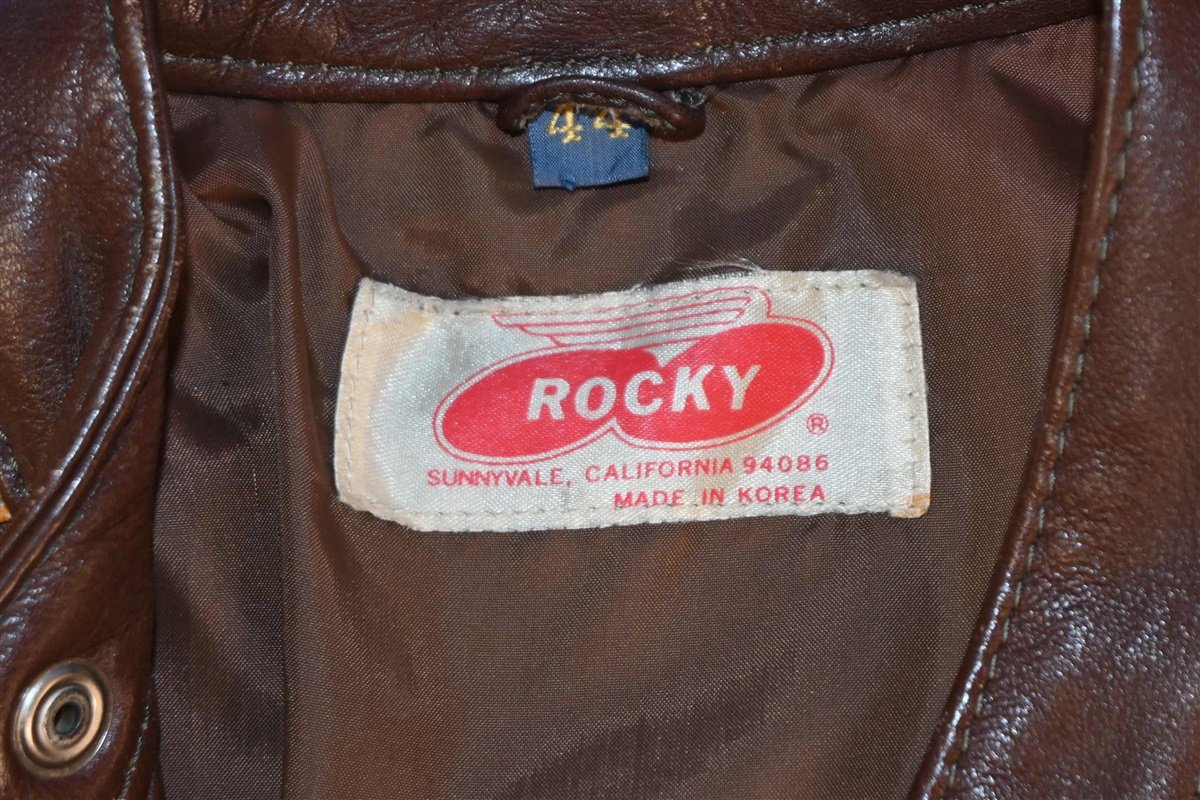 44
ROCKY
®
SUNNYVALE, CALIFORNIA 94086
MADE IN KOREA